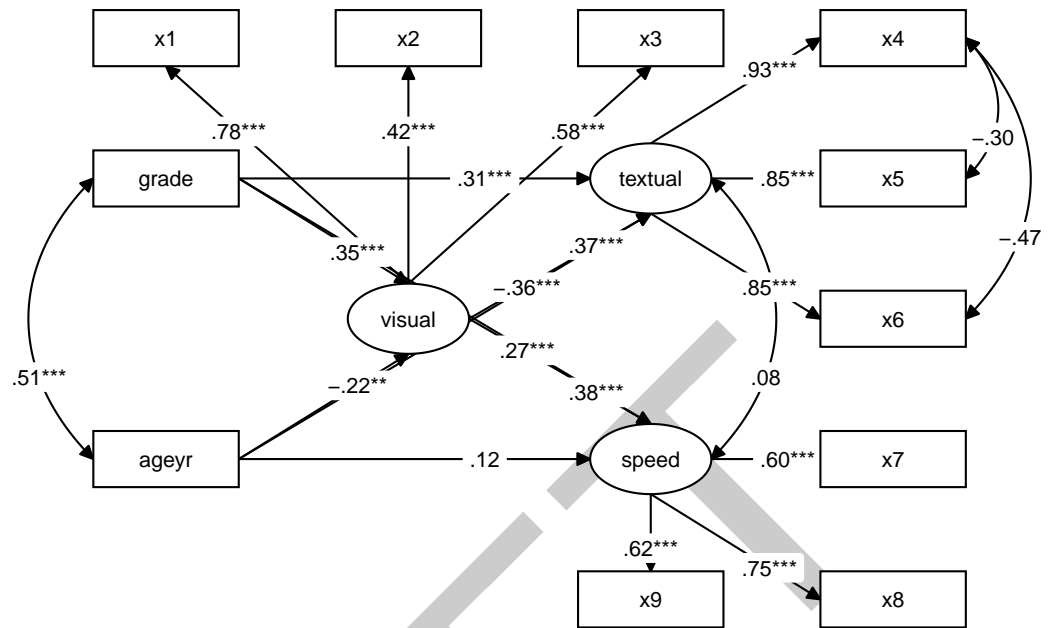 x1
x2
x3
x4
.93***
.78***
.42***
.58***
−.30
grade
.31***
textual
.85***
x5
.35***
.37***
−.47
−.36***
.85***
visual
x6
.27***
.51***
−.22**
.38***
.08
ageyr
.12
speed
.60***
x7
.62***
.75***
x9
x8